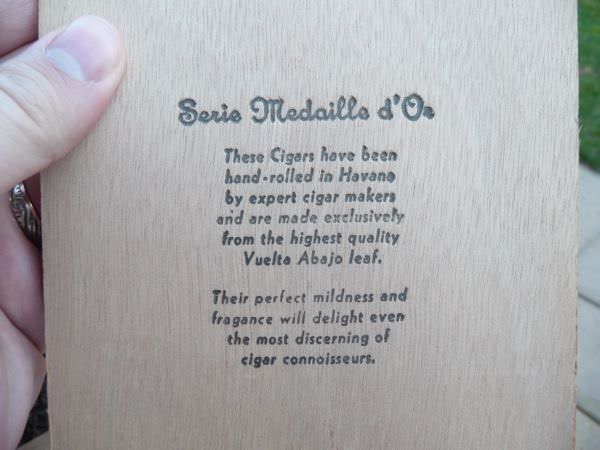 Serie Medaille d'Or
These Cigars have been
hand-rolled in Havana
by expert cigar makers
and are made exclusively
from the highest quality
Vuelta Abajo leaf.
Their perfect mildness and
fragance will delight even
the most discerning of
cigar connoisseurs.